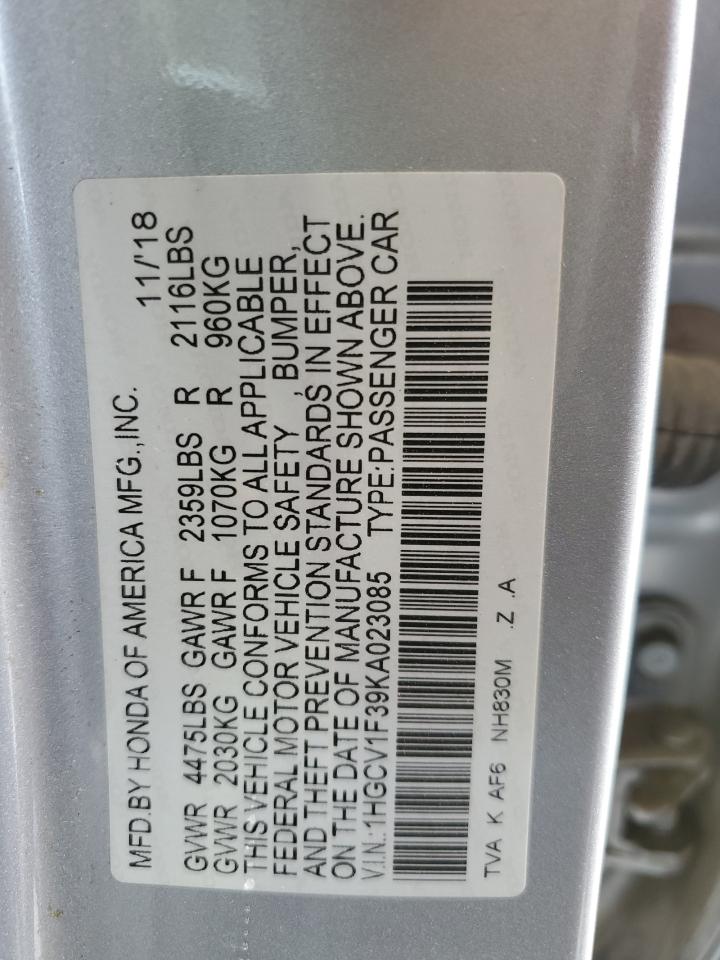 MFD.BY HONDA OF AMERICA MFG.,INC. 11/'18
GVWR 4475LBS GAWR F 2359LBS R 2116LBS
GVWR 2030KG GAWR F 1070KG R 960KG
THIS VEHICLE CONFORMS TO ALL APPLICABLE
FEDERAL MOTOR VEHICLE SAFETY , BUMPER,
AND THEFT PREVENTION STANDARDS IN EFFECT
ON THE DATE OF MANUFACTURE SHOWN ABOVE.
V.I.N.:1HGCV1F39KA023085 TYPE:PASSENGER CAR
TVA K AF6 NH830M .Z .A